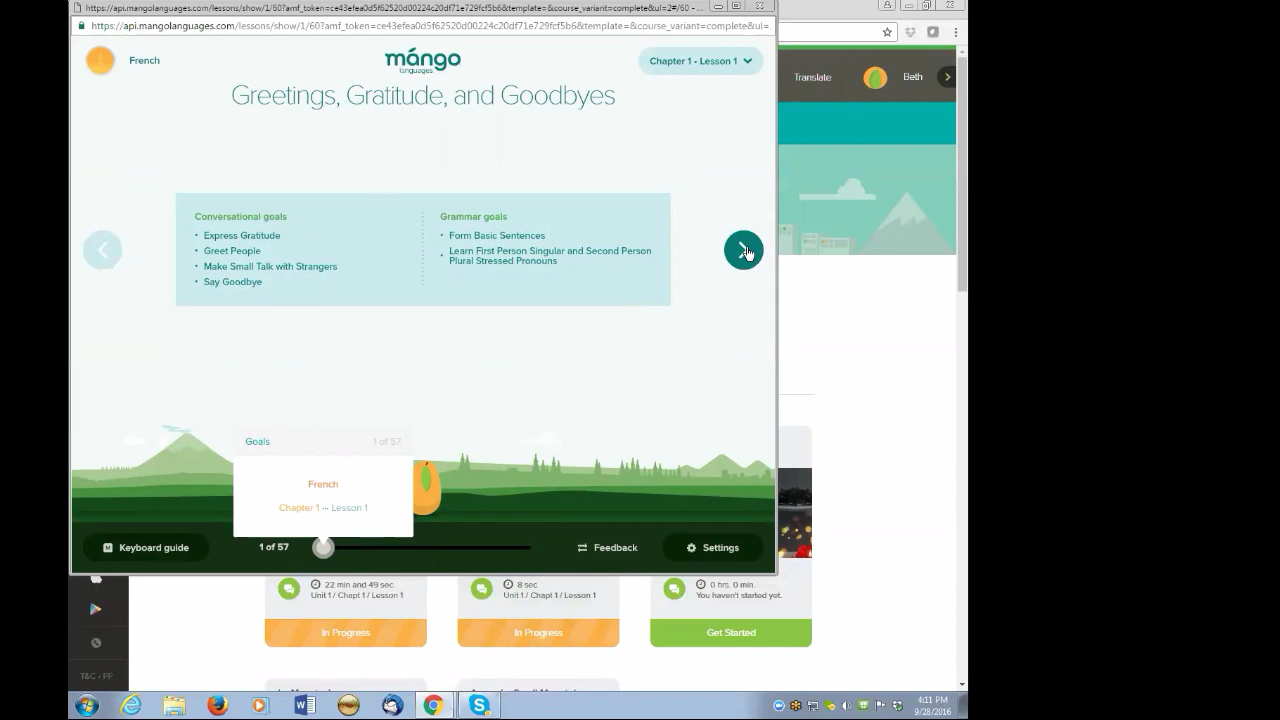 https://api.mangolanguages.com/lessons/show/1/60?amf_token=ce43efea0d5f62520d00224c20df71e729fcf5b6&template=&course_variant=complete&ul=2#/60 -
https://api.mangolanguages.com/lessons/show/1/60?amf_token=ce43efea0d5f62520d00224c20df71e729fcf5b6&template=&course_variant=complete&ul=
French
mángo
languages
Chapter 1 • Lesson 1
Translate
Beth
Greetings, Gratitude, and Goodbyes
Conversational goals
• Express Gratitude
• Greet People
• Make Small Talk with Strangers
• Say Goodbye
Grammar goals
• Form Basic Sentences
• Learn First Person Singular and Second Person
Plural Stressed Pronouns
Goals
1 of 57
French
Chapter 1 ··· Lesson 1
M
Keyboard guide
1 of 57
Feedback
Settings
22 min and 49 sec
Unit 1 / Chapt 1 / Lesson 1
8 sec
Unit 1 / Chapt 1 / Lesson 1
0 hrs, 0 min.
You haven't started yet.
In Progress
In Progress
Get Started
T&C • PP
4:11 PM
9/28/2016